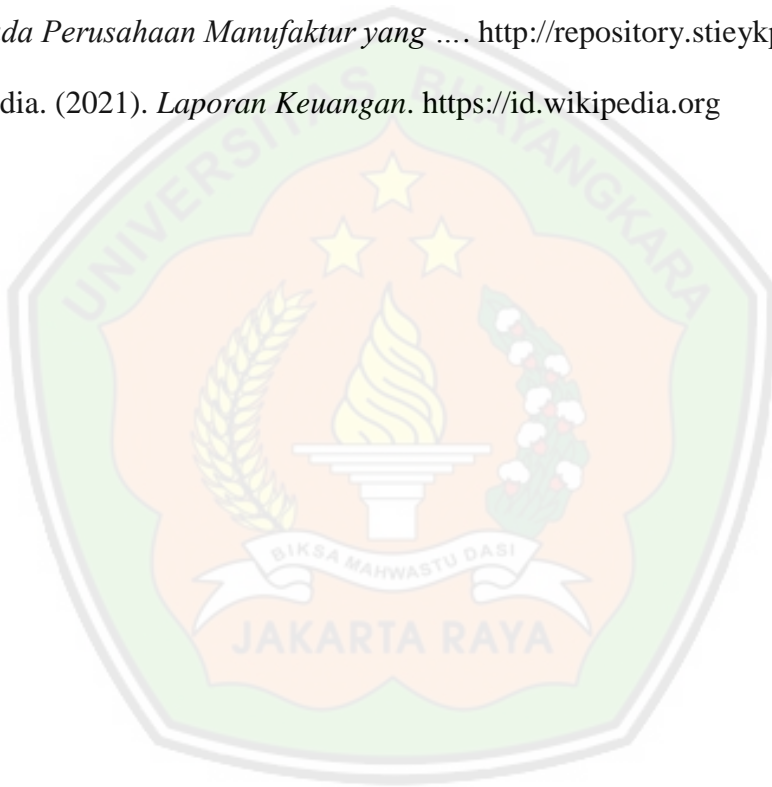 da Perusahaan Manufaktur yang …. http://repository.stieykp
dia. (2021). Laporan Keuangan. https://id.wikipedia.org
UNIVERSITAS BHAYANGKARA
BIKSA MAHWASTU DASI
JAKARTA RAYA